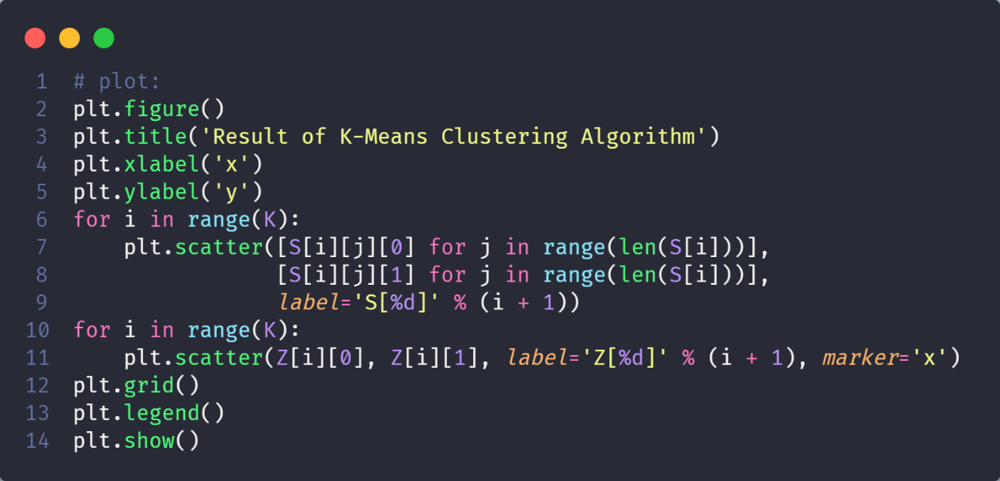 1 # plot:
2 plt.figure()
3 plt.title('Result of K-Means Clustering Algorithm')
4 plt.xlabel('x')
5 plt.ylabel('y')
6 for i in range(K):
7     plt.scatter([S[i][j][0] for j in range(len(S[i]))],
8                 [S[i][j][1] for j in range(len(S[i]))],
9                 label='S[%d]' % (i + 1))
10 for i in range(K):
11     plt.scatter(Z[i][0], Z[i][1], label='Z[%d]' % (i + 1), marker='x')
12 plt.grid()
13 plt.legend()
14 plt.show()